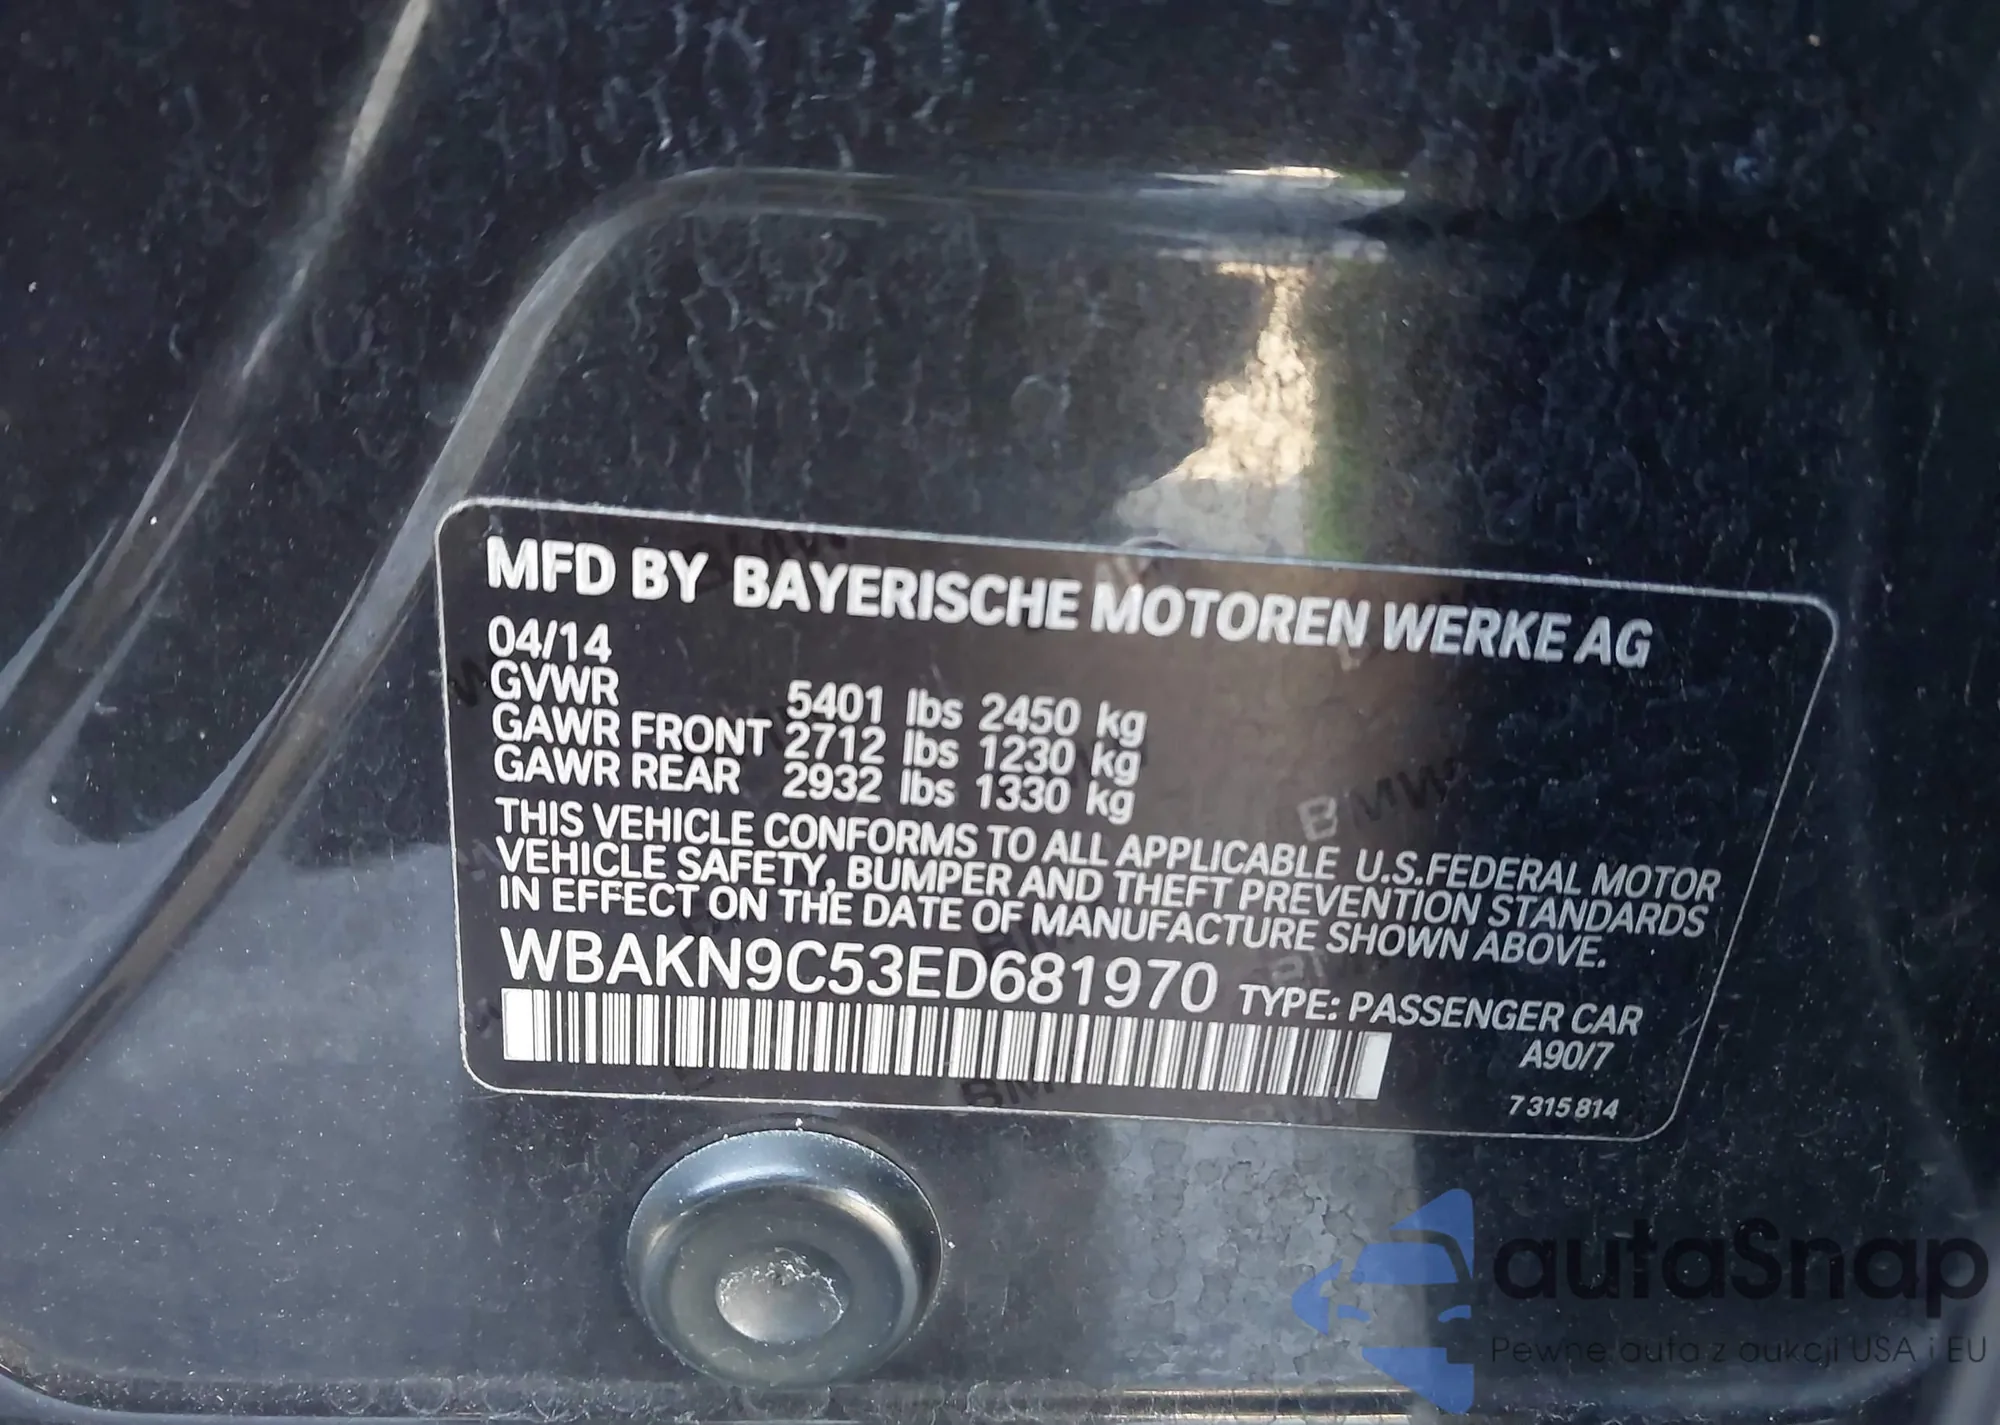 MFD BY BAYERISCHE MOTOREN WERKE AG
04/14
GVWR 5401 lbs 2450 kg
GAWR FRONT 2712 lbs 1230 kg
GAWR REAR 2932 lbs 1330 kg
THIS VEHICLE CONFORMS TO ALL APPLICABLE U.S.FEDERAL MOTOR
VEHICLE SAFETY, BUMPER AND THEFT PREVENTION STANDARDS
IN EFFECT ON THE DATE OF MANUFACTURE SHOWN ABOVE.
WBAKN9C53ED681970 TYPE: PASSENGER CAR
A90/7
7 315 814
autaSnap
Pewne auta z aukcji USA i EU